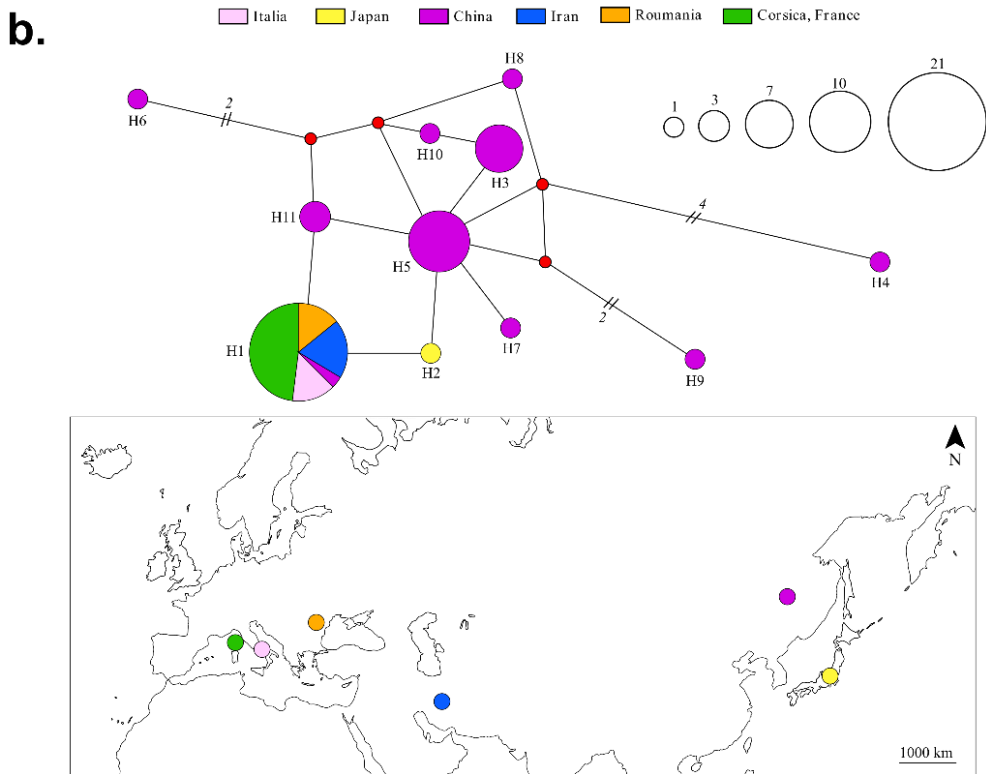 b.
Italia Japan China Iran Roumania Corsica, France
H8
21
10
7
3
1
2
H6
H10
H3
4
H11
H5
H4
2
H7
H1
H2
H9
N
1000 km